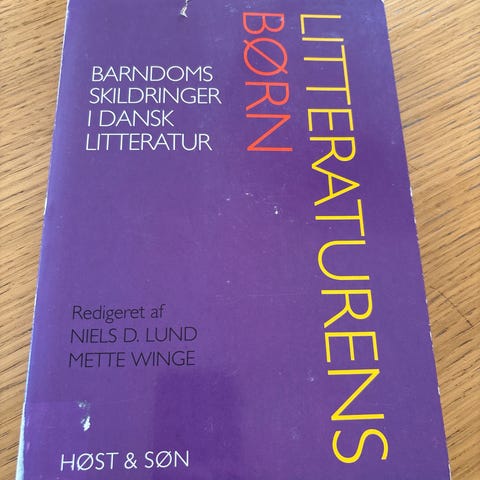 LITTERATURENS
BØRN
BARNDOMS
SKILDRINGER
I DANSK
LITTERATUR
Redigeret af
NIELS D. LUND
METTE WINGE
HØST & SØN